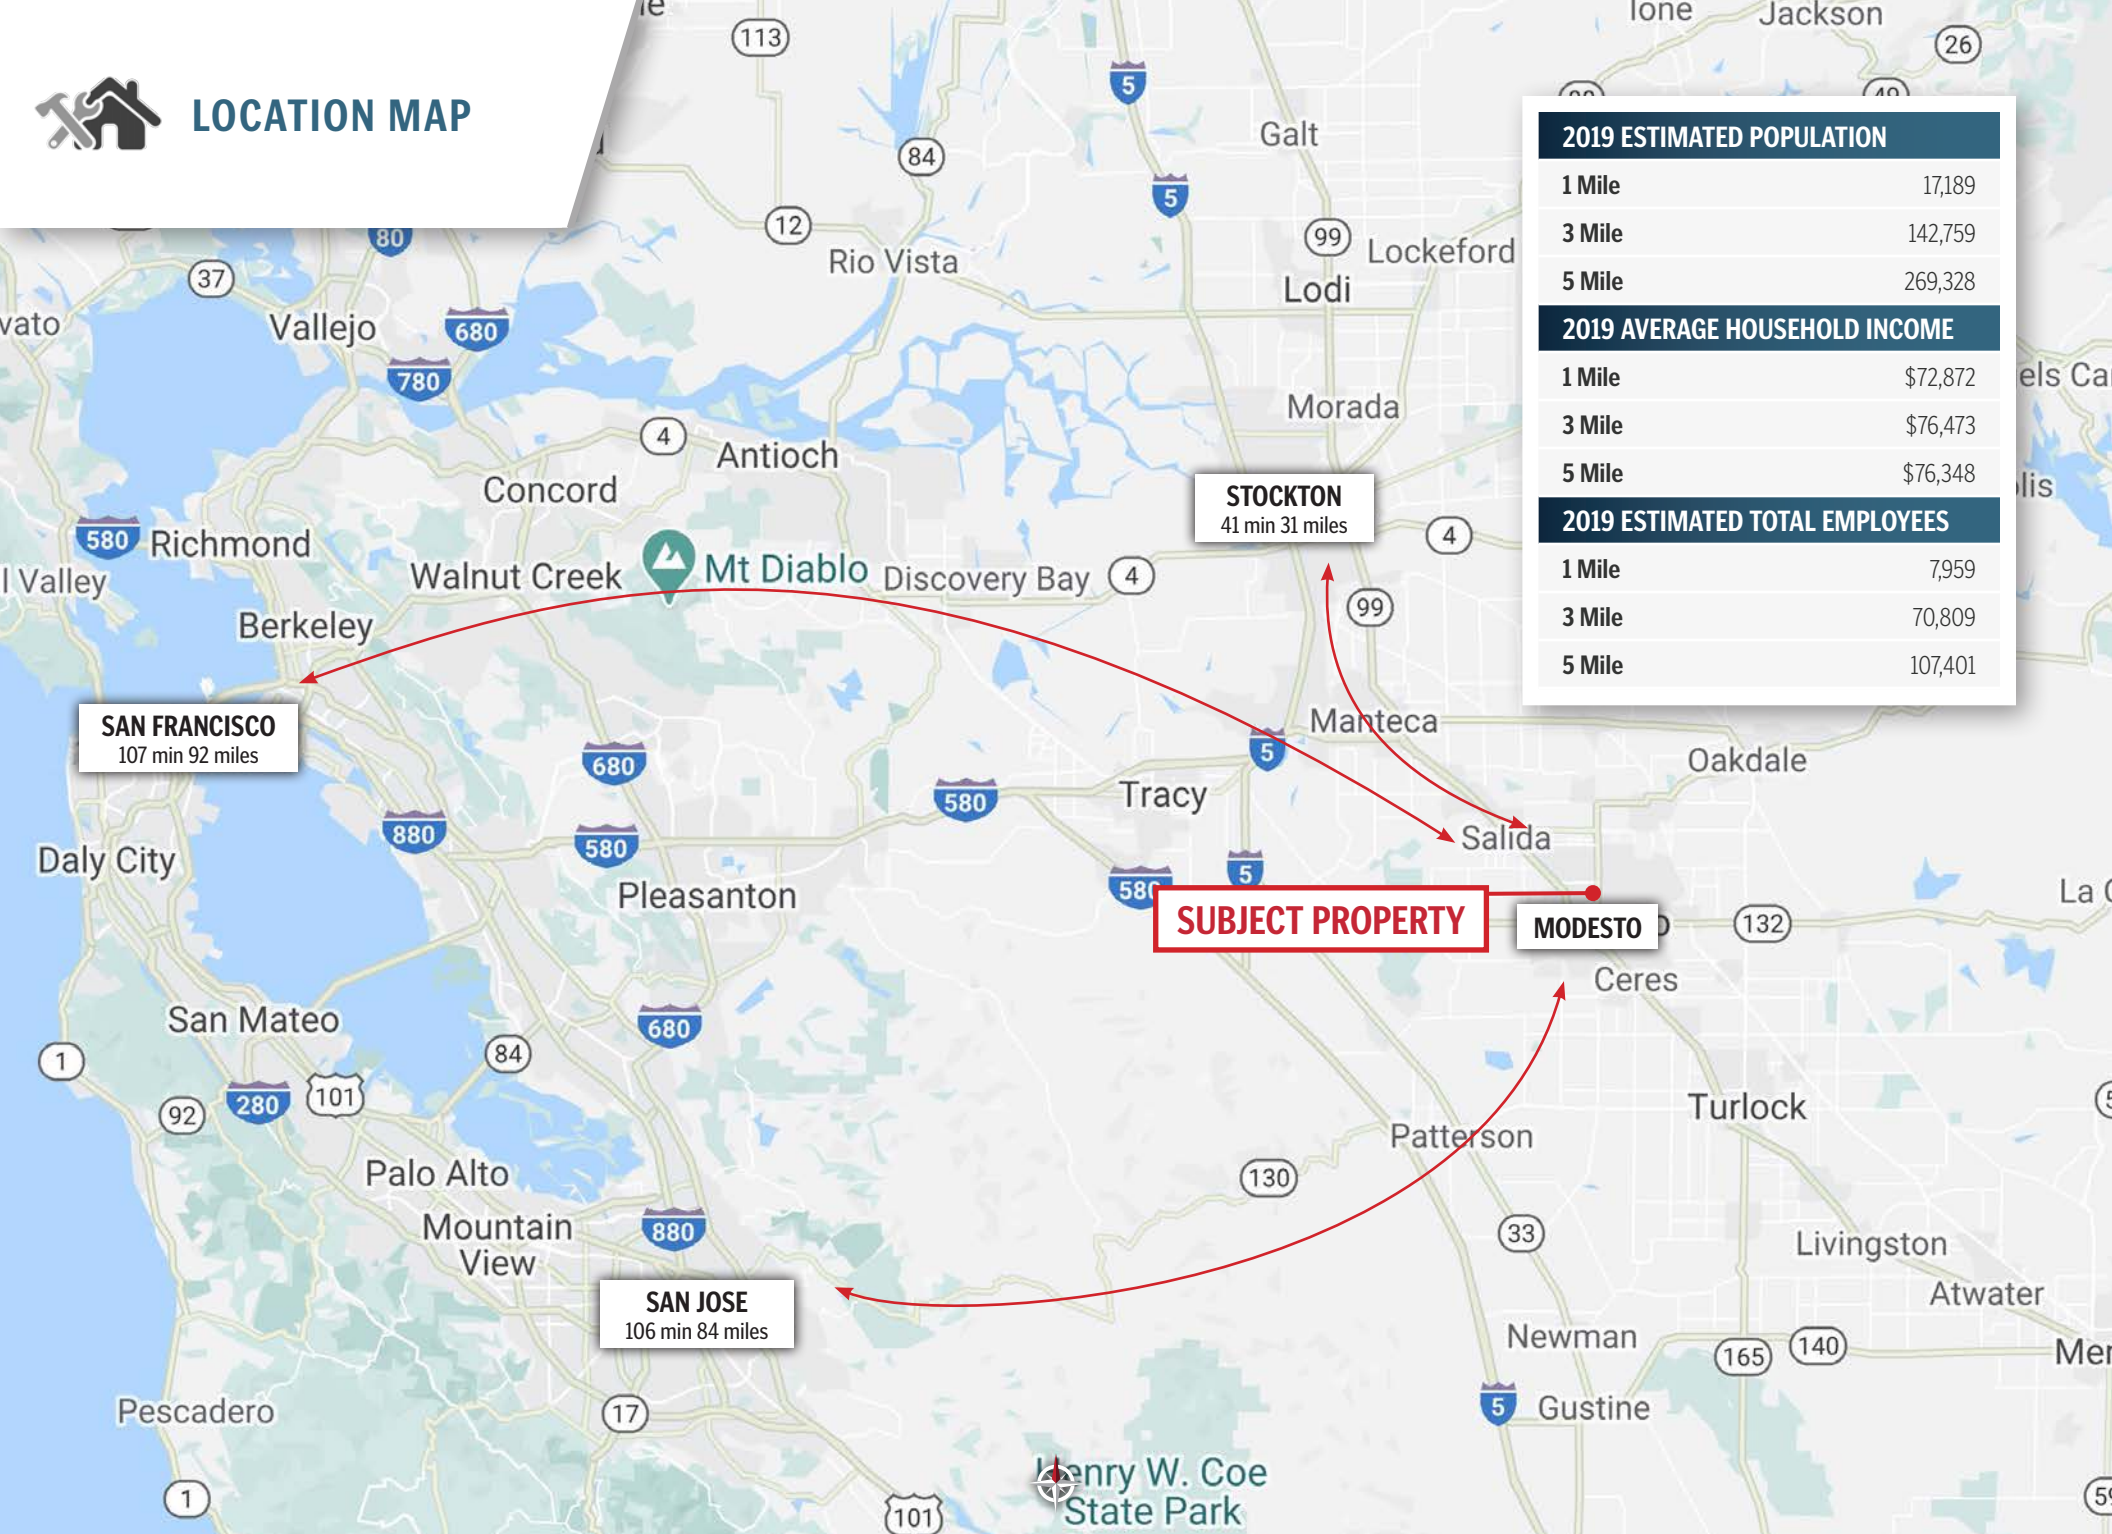 LOCATION MAP
113
5
Jackson
26
Galt
84
5
12
99
Lockeford
Rio Vista
Lodi
80
37
Vallejo
680
780
2019 ESTIMATED POPULATION
1 Mile 17,189
3 Mile 142,759
5 Mile 269,328
2019 AVERAGE HOUSEHOLD INCOME
1 Mile $72,872
3 Mile $76,473
5 Mile $76,348
2019 ESTIMATED TOTAL EMPLOYEES
1 Mile 7,959
3 Mile 70,809
5 Mile 107,401
Morada
4
Antioch
Concord
STOCKTON
41 min 31 miles
4
580
Richmond
l Valley
Walnut Creek
Mt Diablo
Discovery Bay
4
99
Berkeley
SAN FRANCISCO
107 min 92 miles
Manteca
5
Oakdale
680
580
Tracy
880
580
Salida
Daly City
Pleasanton
580
5
SUBJECT PROPERTY
MODESTO
132
Ceres
San Mateo
680
1
84
280
101
92
Turlock
Patterson
Palo Alto
130
Mountain
View
880
33
Livingston
Atwater
SAN JOSE
106 min 84 miles
Newman
165
140
Pescadero
17
5
Gustine
1
101
Henry W. Coe
State Park